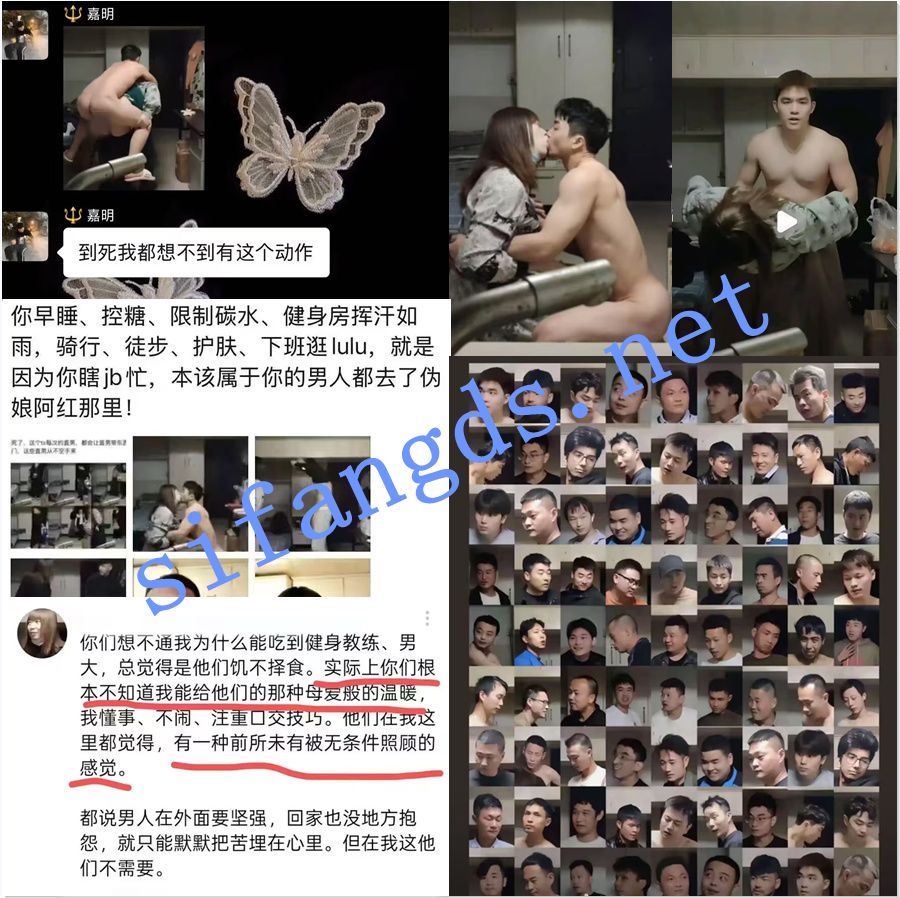 嘉明
嘉明
到死我都想不到有这个动作
你早睡、控糖、限制碳水、健身房挥汗如
雨，骑行、徒步、护肤、下班逛lulu，就是
因为你瞎jb忙，本该属于你的男人都去了伪
娘阿红那里！
sifangds.net
你们想不通我为什么能吃到健身教练、男
大，总觉得是他们饥不择食。实际上你们根
本不知道我能给他们的那种母爱般的温暖，
我懂事、不闹、注重口交技巧。他们在我这
里都觉得，有一种前所未有被无条件照顾的
感觉。
都说男人在外面要坚强，回家也没地方抱
怨，就只能默默把苦埋在心里。但在我这他
们不需要。